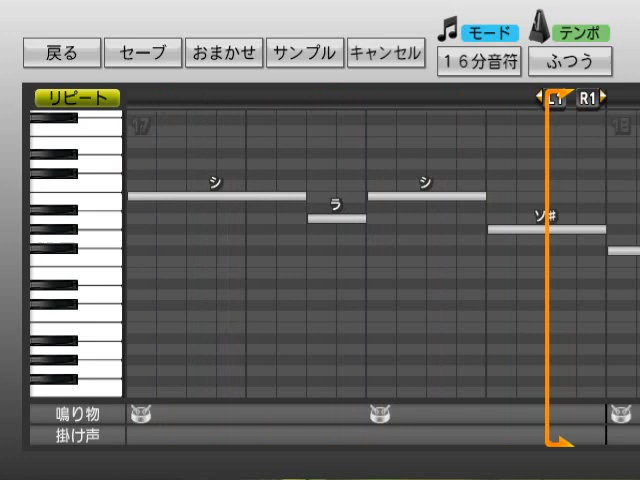 モード
テンポ
戻る
セーブ
おまかせ
サンプル
キャンセル
１６分音符
ふつう
リピート
L1
R1
17
18
シ
ラ
シ
ソ#
鳴り物
掛け声